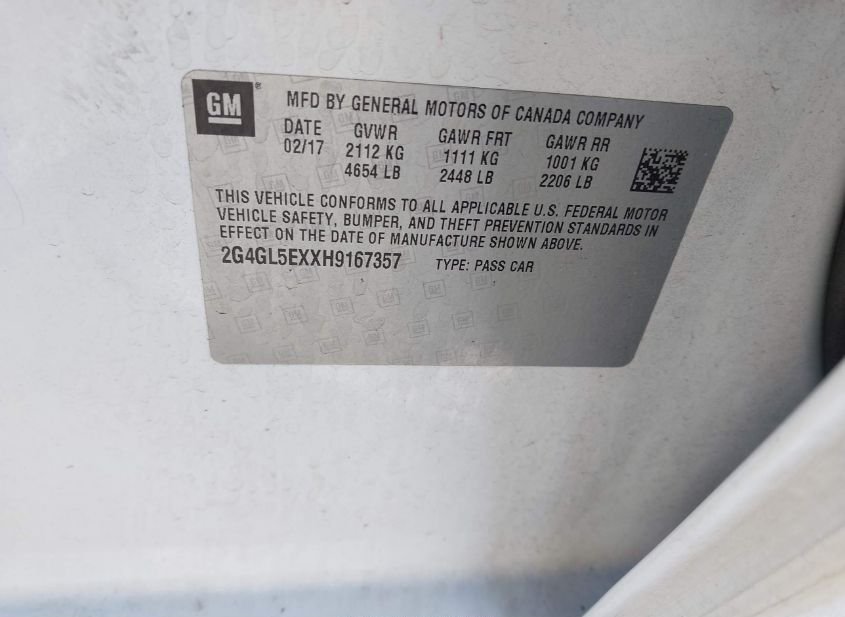 GM ® MFD BY GENERAL MOTORS OF CANADA COMPANY
DATE GVWR GAWR FRT GAWR RR
02/17 2112 KG 1111 KG 1001 KG
4654 LB 2448 LB 2206 LB
THIS VEHICLE CONFORMS TO ALL APPLICABLE U.S. FEDERAL MOTOR
VEHICLE SAFETY, BUMPER, AND THEFT PREVENTION STANDARDS IN
EFFECT ON THE DATE OF MANUFACTURE SHOWN ABOVE.
2G4GL5EXXH9167357 TYPE: PASS CAR